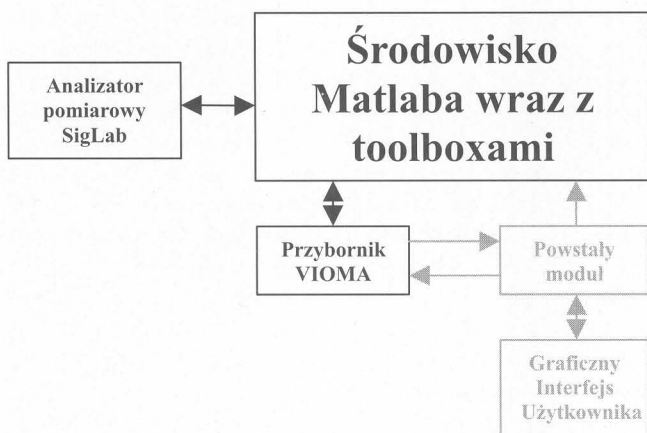 Środowisko
Matlaba wraz z
toolboxami
Analizator
pomiarowy
SigLab
Przybornik
VIOMA
Powstały
moduł
Graficzny
Interfejs
Użytkownika